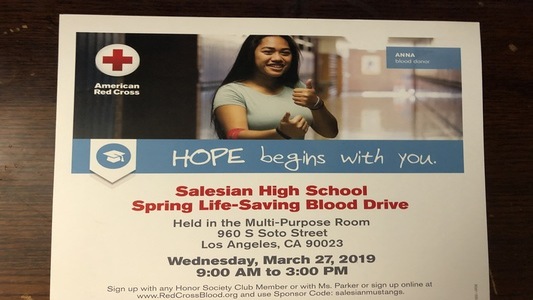 American
Red Cross
ANNA
blood donor
HOPE begins with you.
Salesian High School
Spring Life-Saving Blood Drive
Held in the Multi-Purpose Room
960 S Soto Street
Los Angeles, CA 90023
Wednesday, March 27, 2019
9:00 AM to 3:00 PM
Sign up with any Honor Society Club Member or with Ms. Parker or sign up online at
www.RedCrossBlood.org and use Sponsor Code: salesianmustangs.